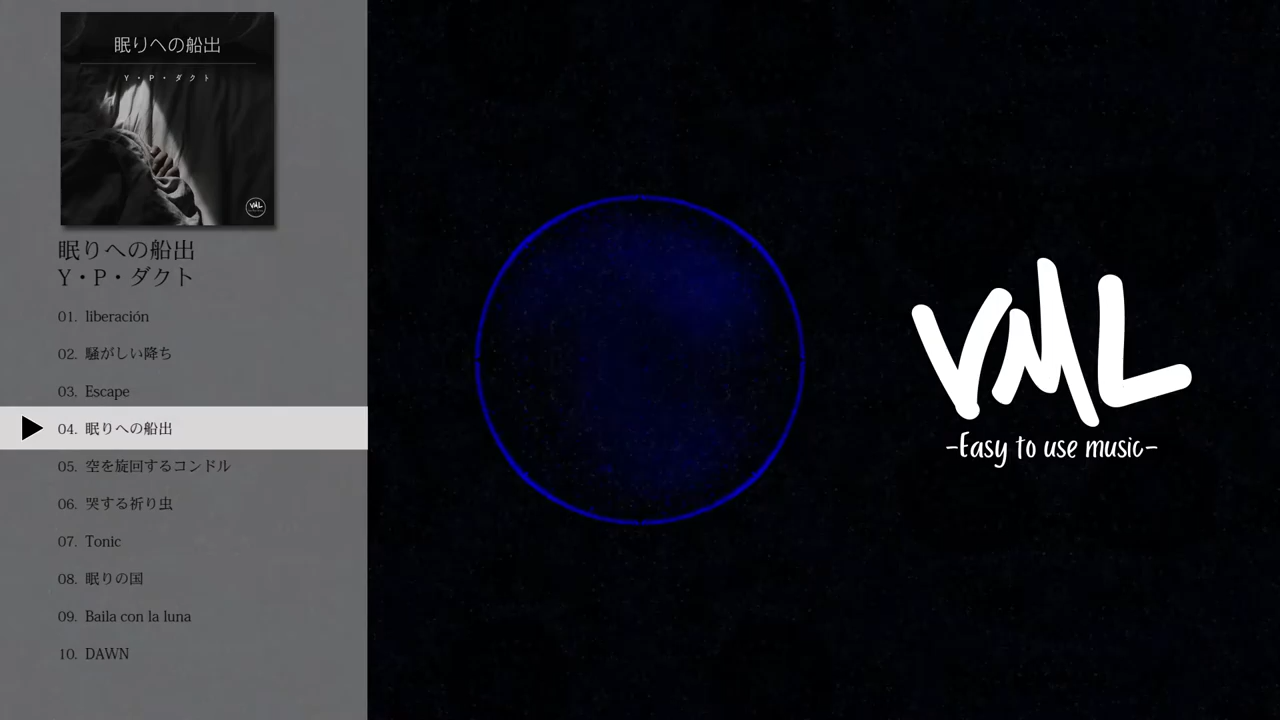 眠りへの船出
Y・P・ダクト
VML
眠りへの船出
Y・P・ダクト
01. liberación
02. 騒がしい降ち
03. Escape
04. 眠りへの船出
05. 空を旋回するコンドル
06. 哭する祈り虫
07. Tonic
08. 眠りの国
09. Baila con la luna
10. DAWN
VML
-Easy to use music-